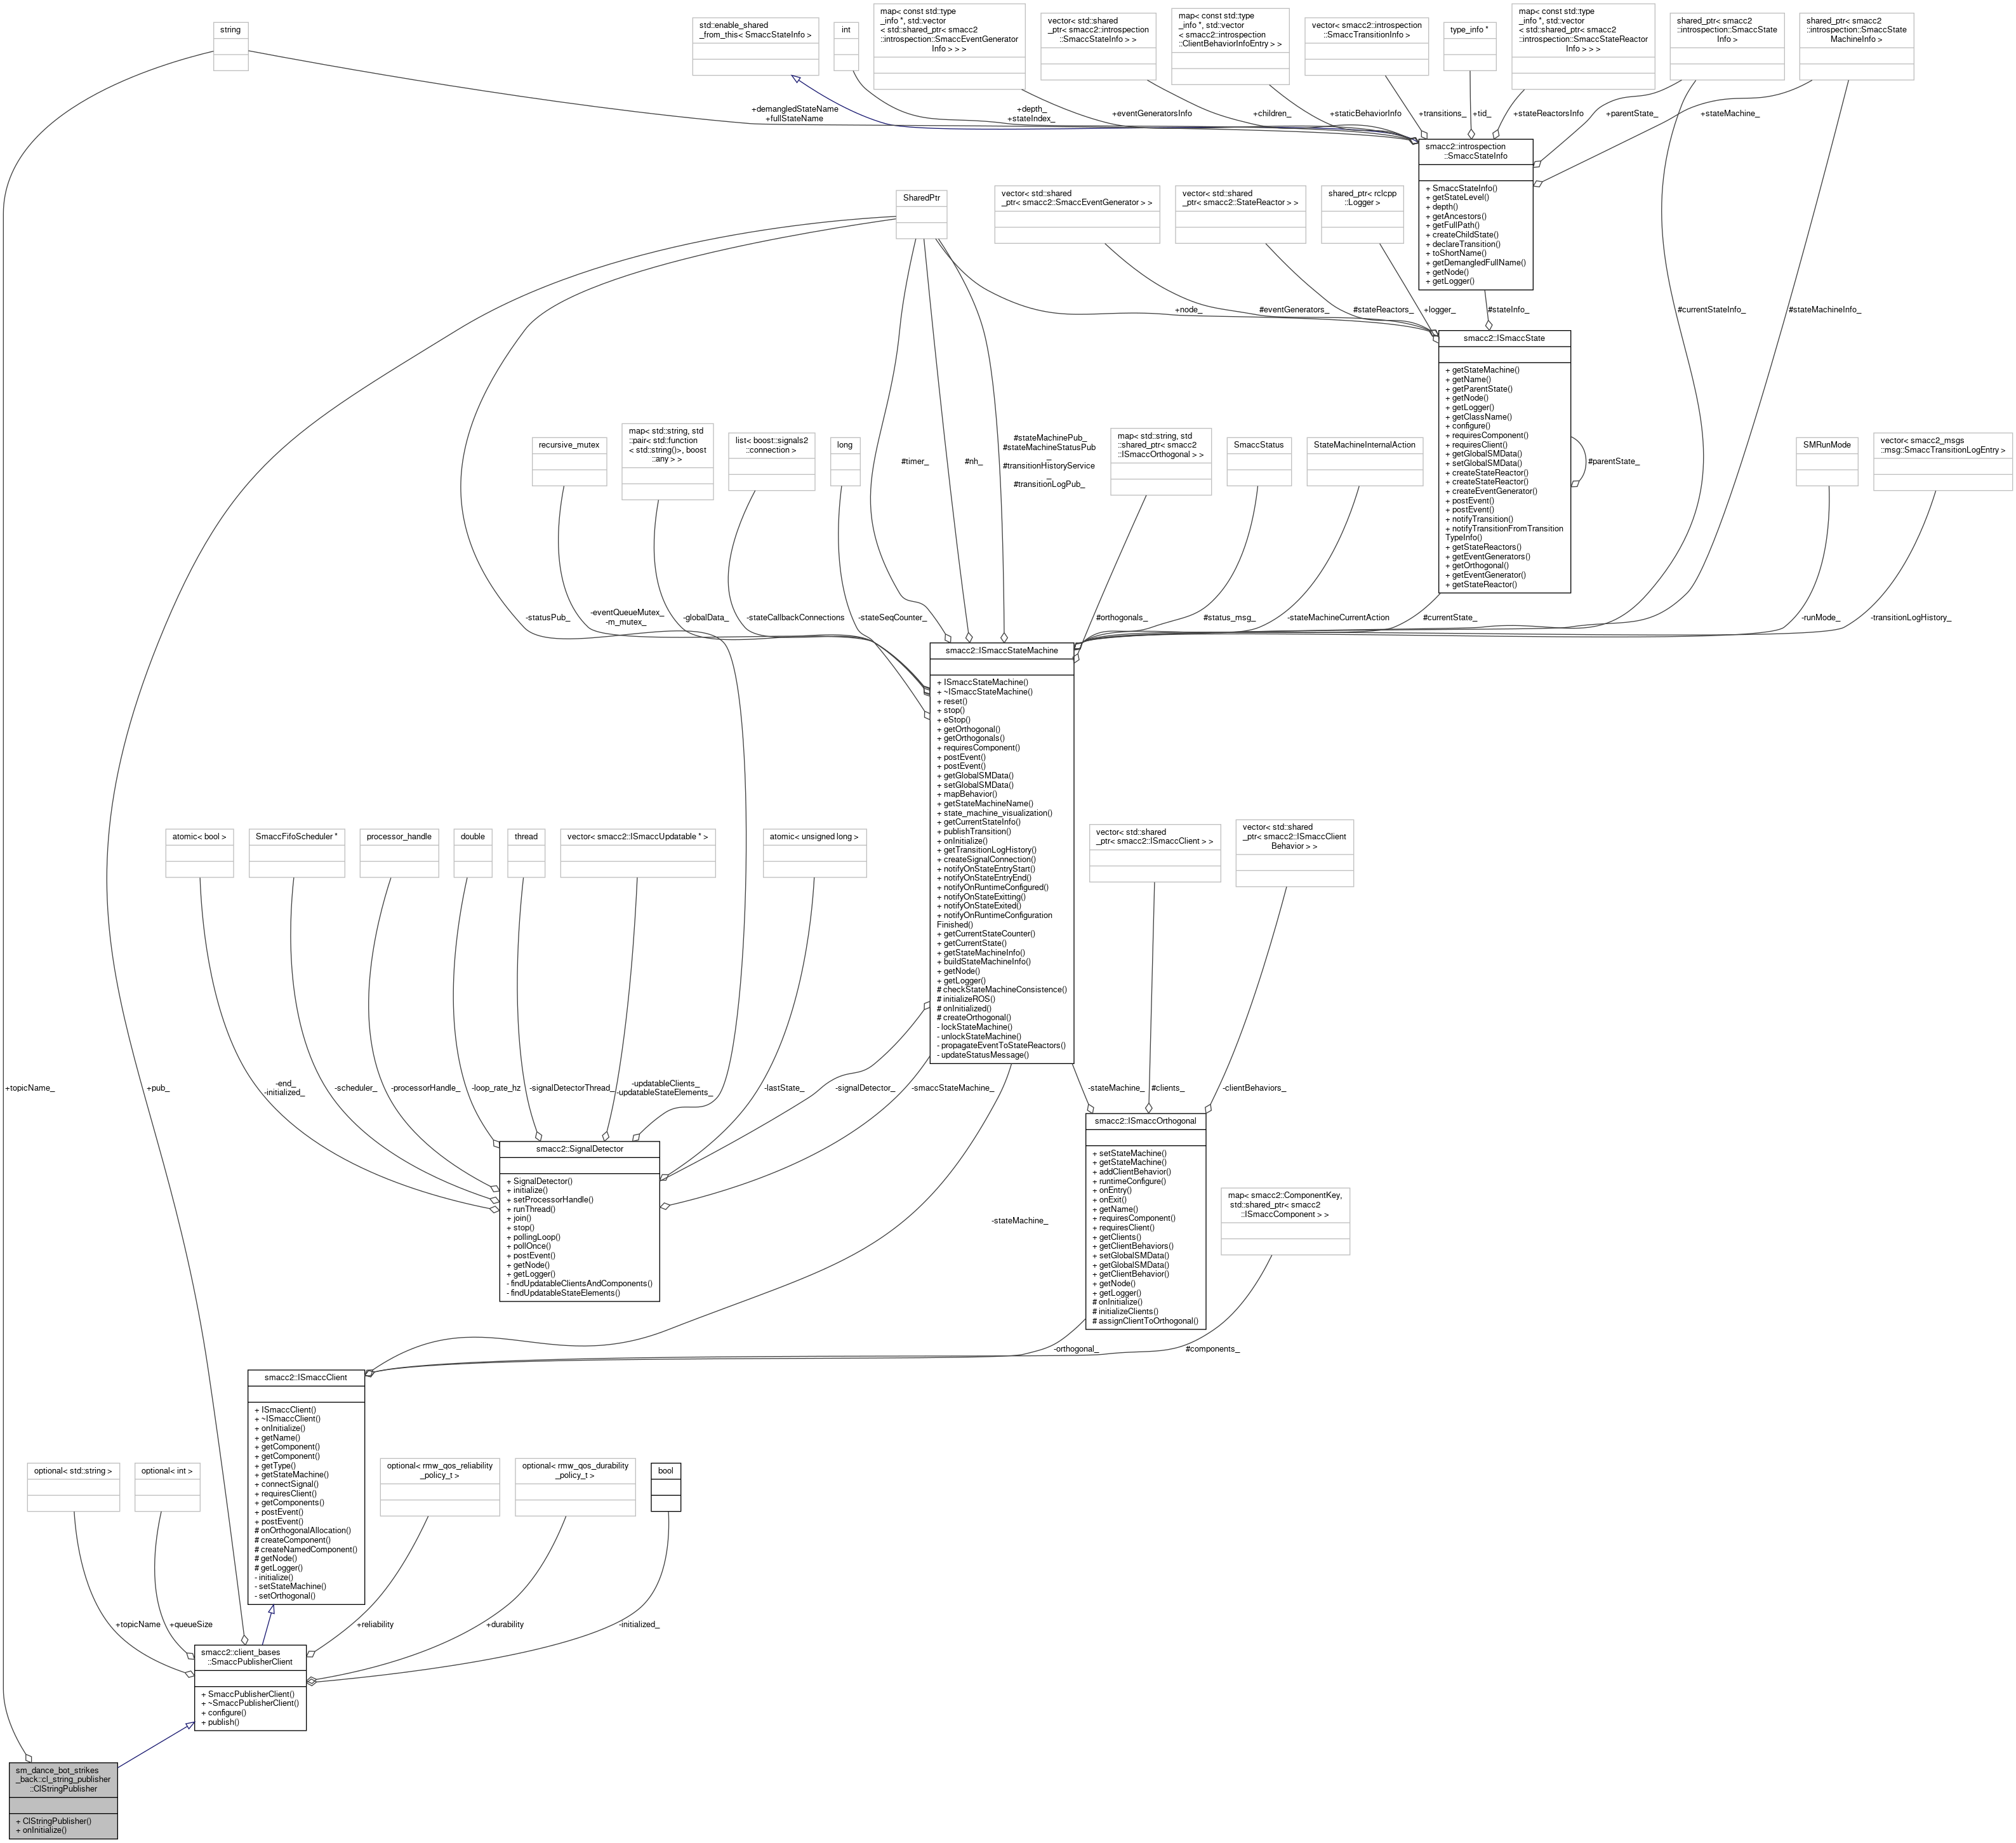 string
std::enable_shared
_from_this< SmaccStateInfo >
int
map< const std::type
_info *, std::vector
< std::shared_ptr< smacc2
::introspection::SmaccEventGenerator
Info > > >
vector< std::shared
_ptr< smacc2::introspection
::SmaccStateInfo > >
map< const std::type
_info *, std::vector
< smacc2::introspection
::ClientBehaviorInfoEntry > >
vector< smacc2::introspection
::SmaccTransitionInfo >
type_info *
map< const std::type
_info *, std::vector
< std::shared_ptr< smacc2
::introspection::SmaccStateReactor
Info > > >
shared_ptr< smacc2
::introspection::SmaccState
Info >
shared_ptr< smacc2
::introspection::SmaccState
MachineInfo >
+demangledStateName
+fullStateName
+depth_
+stateIndex_
+eventGeneratorsInfo
+children_
+staticBehaviorInfo
+transitions_
+tid_
+stateReactorsInfo
+parentState_
+stateMachine_
smacc2::introspection
::SmaccStateInfo
+ SmaccStateInfo()
+ getStateLevel()
+ depth()
+ getAncestors()
+ getFullPath()
+ createChildState()
+ declareTransition()
+ toShortName()
+ getDemangledFullName()
+ getNode()
+ getLogger()
SharedPtr
vector< std::shared
_ptr< smacc2::SmaccEventGenerator > >
vector< std::shared
_ptr< smacc2::StateReactor > >
shared_ptr< rclcpp
::Logger >
+node_
#eventGenerators_
#stateReactors_
+logger_
#stateInfo_
#currentStateInfo_
#stateMachineInfo_
smacc2::ISmaccState
+ getStateMachine()
+ getName()
+ getParentState()
+ getNode()
+ getLogger()
+ getClassName()
+ configure()
+ requiresComponent()
+ requiresClient()
+ getGlobalSMData()
+ setGlobalSMData()
+ createStateReactor()
+ createStateReactor()
+ createEventGenerator()
+ postEvent()
+ postEvent()
+ notifyTransition()
+ notifyTransitionFromTransition
TypeInfo()
+ getStateReactors()
+ getEventGenerators()
+ getOrthogonal()
+ getEventGenerator()
+ getStateReactor()
#parentState_
recursive_mutex
map< std::string, std
::pair< std::function
< std::string()>, boost
::any > >
list< boost::signals2
::connection >
long
#timer_
#nh_
#stateMachinePub_
#stateMachineStatusPub
_
#transitionHistoryService
_
#transitionLogPub_
map< std::string, std
::shared_ptr< smacc2
::ISmaccOrthogonal > >
SmaccStatus
StateMachineInternalAction
SMRunMode
vector< smacc2_msgs
::msg::SmaccTransitionLogEntry >
-statusPub_
-eventQueueMutex_
-m_mutex_
-globalData_
-stateCallbackConnections
-stateSeqCounter_
#orthogonals_
#status_msg_
-stateMachineCurrentAction
#currentState_
-runMode_
-transitionLogHistory_
smacc2::ISmaccStateMachine
+ ISmaccStateMachine()
+ ~ISmaccStateMachine()
+ reset()
+ stop()
+ eStop()
+ getOrthogonal()
+ getOrthogonals()
+ requiresComponent()
+ postEvent()
+ postEvent()
+ getGlobalSMData()
+ setGlobalSMData()
+ mapBehavior()
+ getStateMachineName()
+ state_machine_visualization()
+ getCurrentStateInfo()
+ publishTransition()
+ onInitialize()
+ getTransitionLogHistory()
+ createSignalConnection()
+ notifyOnStateEntryStart()
+ notifyOnStateEntryEnd()
+ notifyOnRuntimeConfigured()
+ notifyOnStateExitting()
+ notifyOnStateExited()
+ notifyOnRuntimeConfiguration
Finished()
+ getCurrentStateCounter()
+ getCurrentState()
+ getStateMachineInfo()
+ buildStateMachineInfo()
+ getNode()
+ getLogger()
# checkStateMachineConsistence()
# initializeROS()
# onInitialized()
# createOrthogonal()
- lockStateMachine()
- unlockStateMachine()
- propagateEventToStateReactors()
- updateStatusMessage()
atomic< bool >
SmaccFifoScheduler *
processor_handle
double
thread
vector< smacc2::ISmaccUpdatable * >
atomic< unsigned long >
vector< std::shared
_ptr< smacc2::ISmaccClient > >
vector< std::shared
_ptr< smacc2::ISmaccClient
Behavior > >
+topicName_
+pub_
-end_
-initialized_
-scheduler_
-processorHandle_
-loop_rate_hz
-signalDetectorThread_
-updatableClients_
-updatableStateElements_
-lastState_
-signalDetector_
-smaccStateMachine_
-stateMachine_
#clients_
-clientBehaviors_
smacc2::SignalDetector
+ SignalDetector()
+ initialize()
+ setProcessorHandle()
+ runThread()
+ join()
+ stop()
+ pollingLoop()
+ pollOnce()
+ postEvent()
+ getNode()
+ getLogger()
- findUpdatableClientsAndComponents()
- findUpdatableStateElements()
smacc2::ISmaccOrthogonal
+ setStateMachine()
+ getStateMachine()
+ addClientBehavior()
+ runtimeConfigure()
+ onEntry()
+ onExit()
+ getName()
+ requiresComponent()
+ requiresClient()
+ getClients()
+ getClientBehaviors()
+ setGlobalSMData()
+ getGlobalSMData()
+ getClientBehavior()
+ getNode()
+ getLogger()
# onInitialize()
# initializeClients()
# assignClientToOrthogonal()
map< smacc2::ComponentKey,
std::shared_ptr< smacc2
::ISmaccComponent > >
-stateMachine_
-orthogonal_
#components_
smacc2::ISmaccClient
+ ISmaccClient()
+ ~ISmaccClient()
+ onInitialize()
+ getName()
+ getComponent()
+ getComponent()
+ getType()
+ getStateMachine()
+ connectSignal()
+ requiresClient()
+ getComponents()
+ postEvent()
+ postEvent()
# onOrthogonalAllocation()
# createComponent()
# createNamedComponent()
# getNode()
# getLogger()
- initialize()
- setStateMachine()
- setOrthogonal()
optional< std::string >
optional< int >
optional< rmw_qos_reliability
_policy_t >
optional< rmw_qos_durability
_policy_t >
bool
+topicName
+queueSize
+reliability
+durability
-initialized_
smacc2::client_bases
::SmaccPublisherClient
+ SmaccPublisherClient()
+ ~SmaccPublisherClient()
+ configure()
+ publish()
sm_dance_bot_strikes
_back::cl_string_publisher
::ClStringPublisher
+ ClStringPublisher()
+ onInitialize()